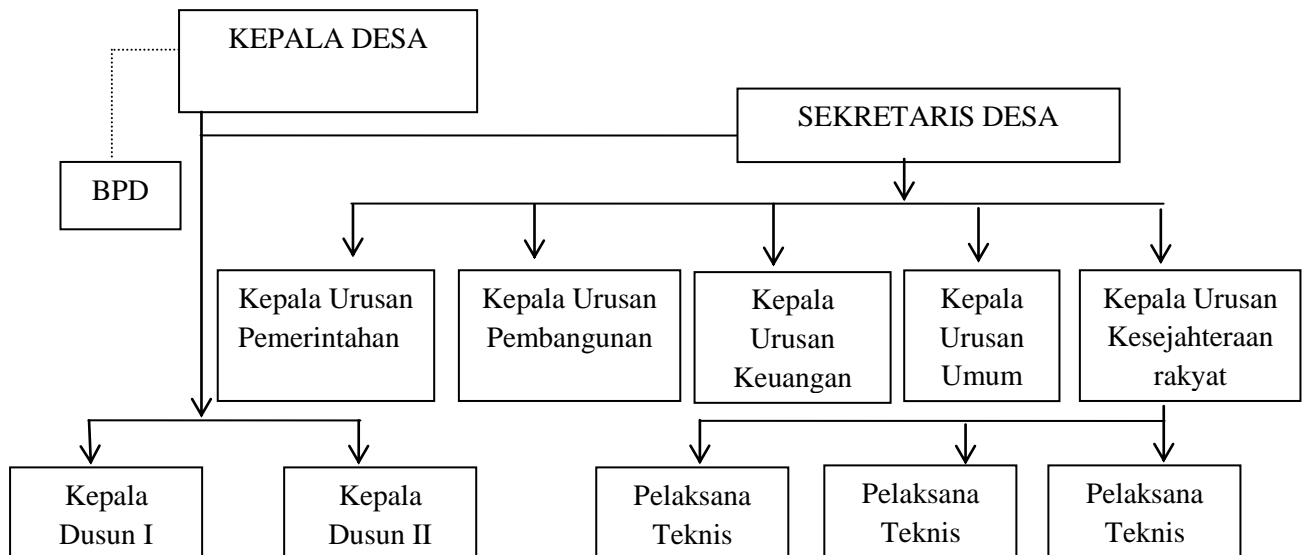 KEPALA DESA
SEKRETARIS DESA
BPD
Kepala Urusan
Pemerintahan
Kepala Urusan
Pembangunan
Kepala
Urusan
Keuangan
Kepala
Urusan
Umum
Kepala Urusan
Kesejahteraan
rakyat
Kepala
Dusun I
Kepala
Dusun II
Pelaksana
Teknis
Pelaksana
Teknis
Pelaksana
Teknis